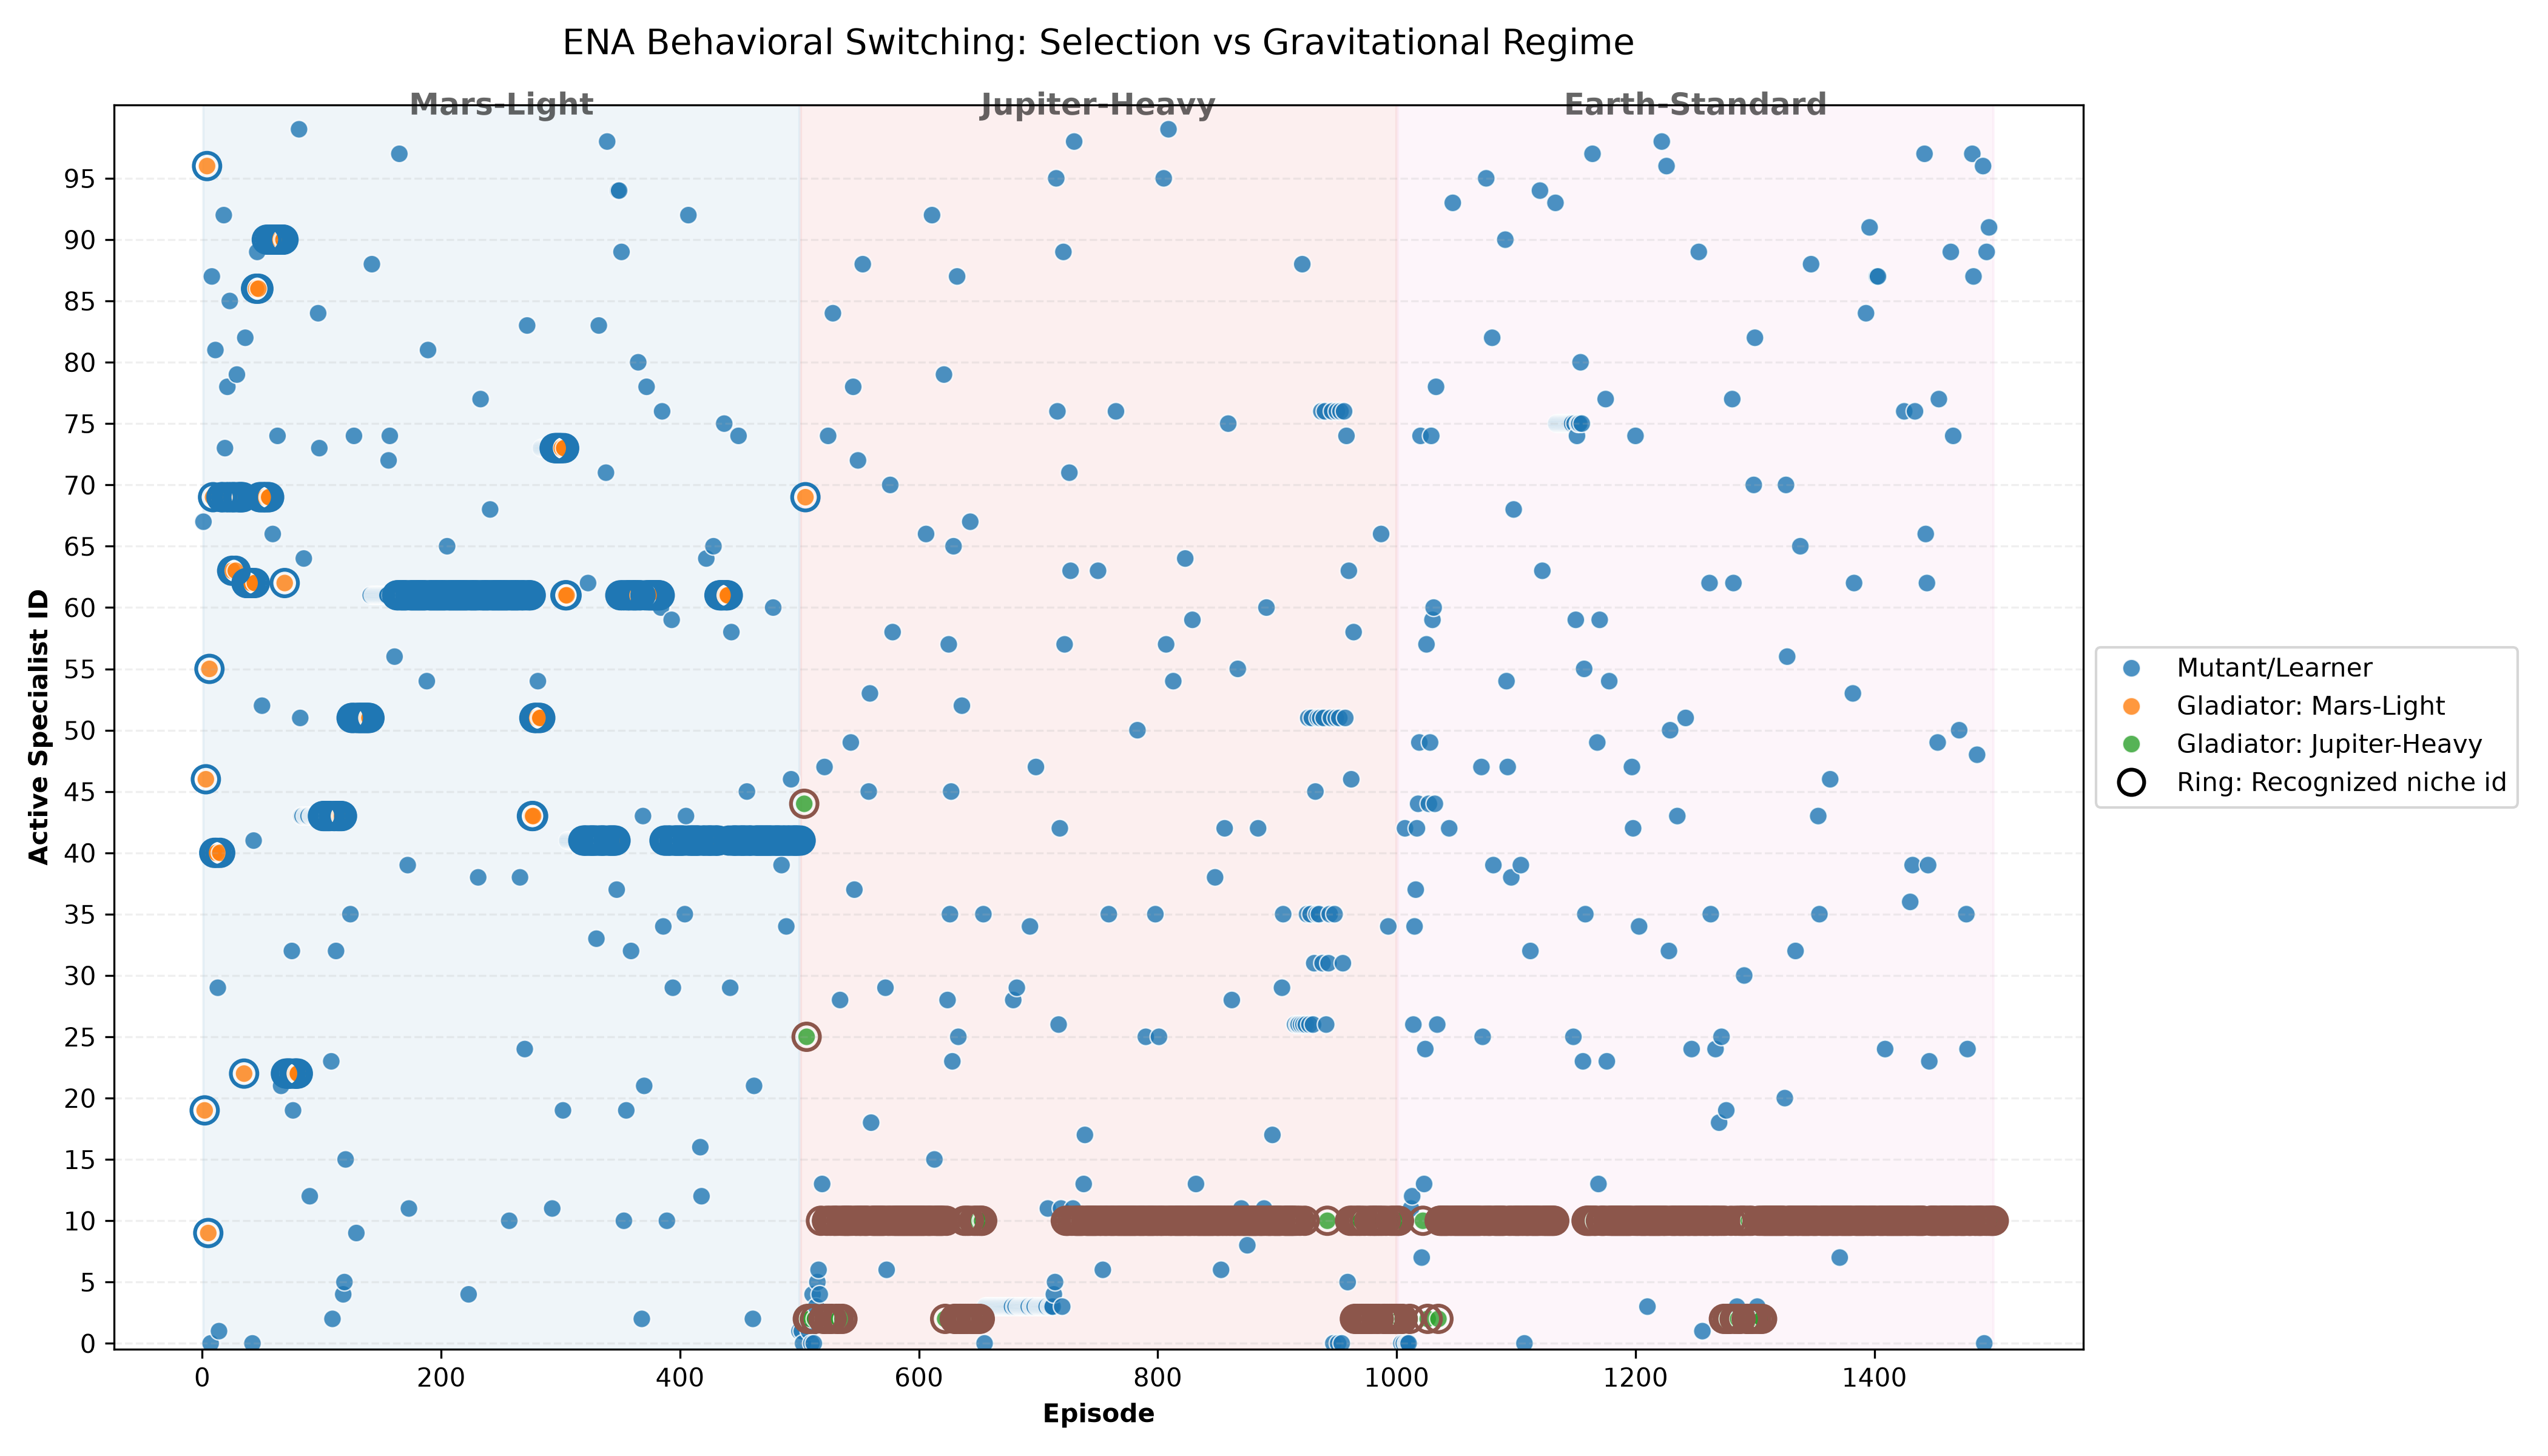 ENA Behavioral Switching: Selection vs Gravitational Regime
Mars-Light
Jupiter-Heavy
Earth-Standard
Active Specialist ID
95
90
85
80
75
70
65
60
55
50
45
40
35
30
25
20
15
10
5
0
0
200
400
600
800
1000
1200
1400
Episode
Mutant/Learner
Gladiator: Mars-Light
Gladiator: Jupiter-Heavy
Ring: Recognized niche id